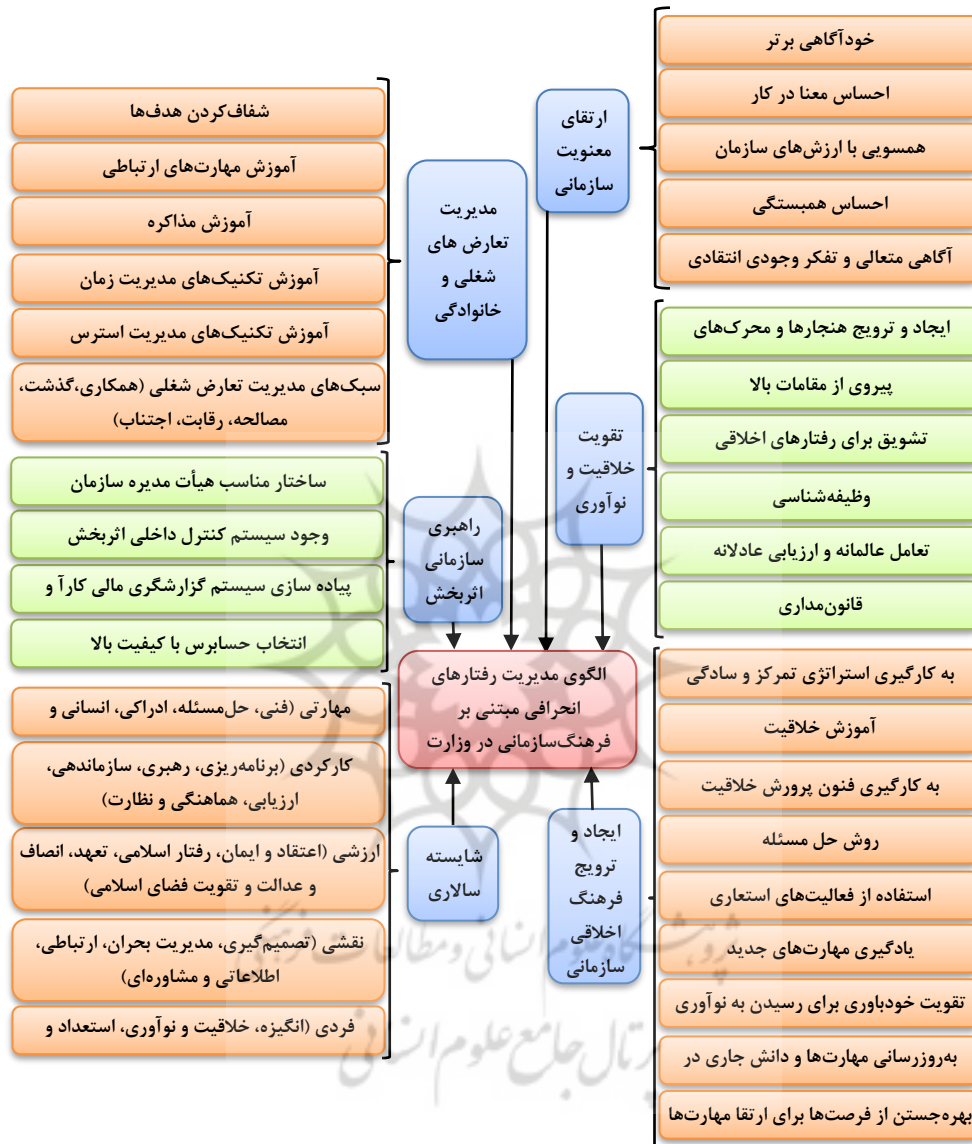 خودآگاهی برتر
احساس معنا در کار
همسویی با ارزش‌های سازمان
احساس همبستگی
آگاهی متعالی و تفکر وجودی انتقادی
ارتقای
معنویت
سازمانی
شفاف‌کردن هدف‌ها
آموزش مهارت‌های ارتباطی
آموزش مذاکره
آموزش تکنیک‌های مدیریت زمان
آموزش تکنیک‌های مدیریت استرس
سبک‌های مدیریت تعارض شغلی (همکاری،گذشت،
مصالحه، رقابت، اجتناب)
مدیریت
تعارض های
شغلی و
خانوادگی
ایجاد و ترویج هنجارها و محرک‌های
پیروی از مقامات بالا
تشویق برای رفتارهای اخلاقی
وظیفه‌شناسی
تعامل عالمانه و ارزیابی عادلانه
قانون‌مداری
تقویت
خلاقیت و
نوآوری
ساختار مناسب هیأت مدیره سازمان
وجود سیستم کنترل داخلی اثربخش
پیاده سازی سیستم گزارشگری مالی کارآ و
انتخاب حسابرس با کیفیت بالا
راهبری
سازمانی
اثربخش
الگوی مدیریت رفتارهای
انحرافی مبتنی بر
فرهنگ‌سازمانی در وزارت
به کارگیری استراتژی تمرکز و سادگی
آموزش خلاقیت
به کارگیری فنون پرورش خلاقیت
روش حل مسئله
استفاده از فعالیت‌های استعاری
یادگیری مهارت‌های جدید
تقویت خودباوری برای رسیدن به نوآوری
به‌روزرسانی مهارت‌ها و دانش جاری در
بهره‌جستن از فرصت‌ها برای ارتقا مهارت‌ها
ایجاد و
ترویج
فرهنگ
اخلاقی
سازمانی
مهارتی (فنی، حل‌مسئله، ادراکی، انسانی و
کارکردی (برنامه‌ریزی، رهبری، سازماندهی،
ارزیابی، هماهنگی و نظارت)
ارزشی (اعتقاد و ایمان، رفتار اسلامی، تعهد، انصاف
و عدالت و تقویت فضای اسلامی)
نقشی (تصمیم‌گیری، مدیریت بحران، ارتباطی،
اطلاعاتی و مشاوره‌ای)
فردی (انگیزه، خلاقیت و نوآوری، استعداد و
شایسته
سالاری
پژوهشگاه علوم انسانی و مطالعات فرهنگی
پرتال جامع علوم انسانی